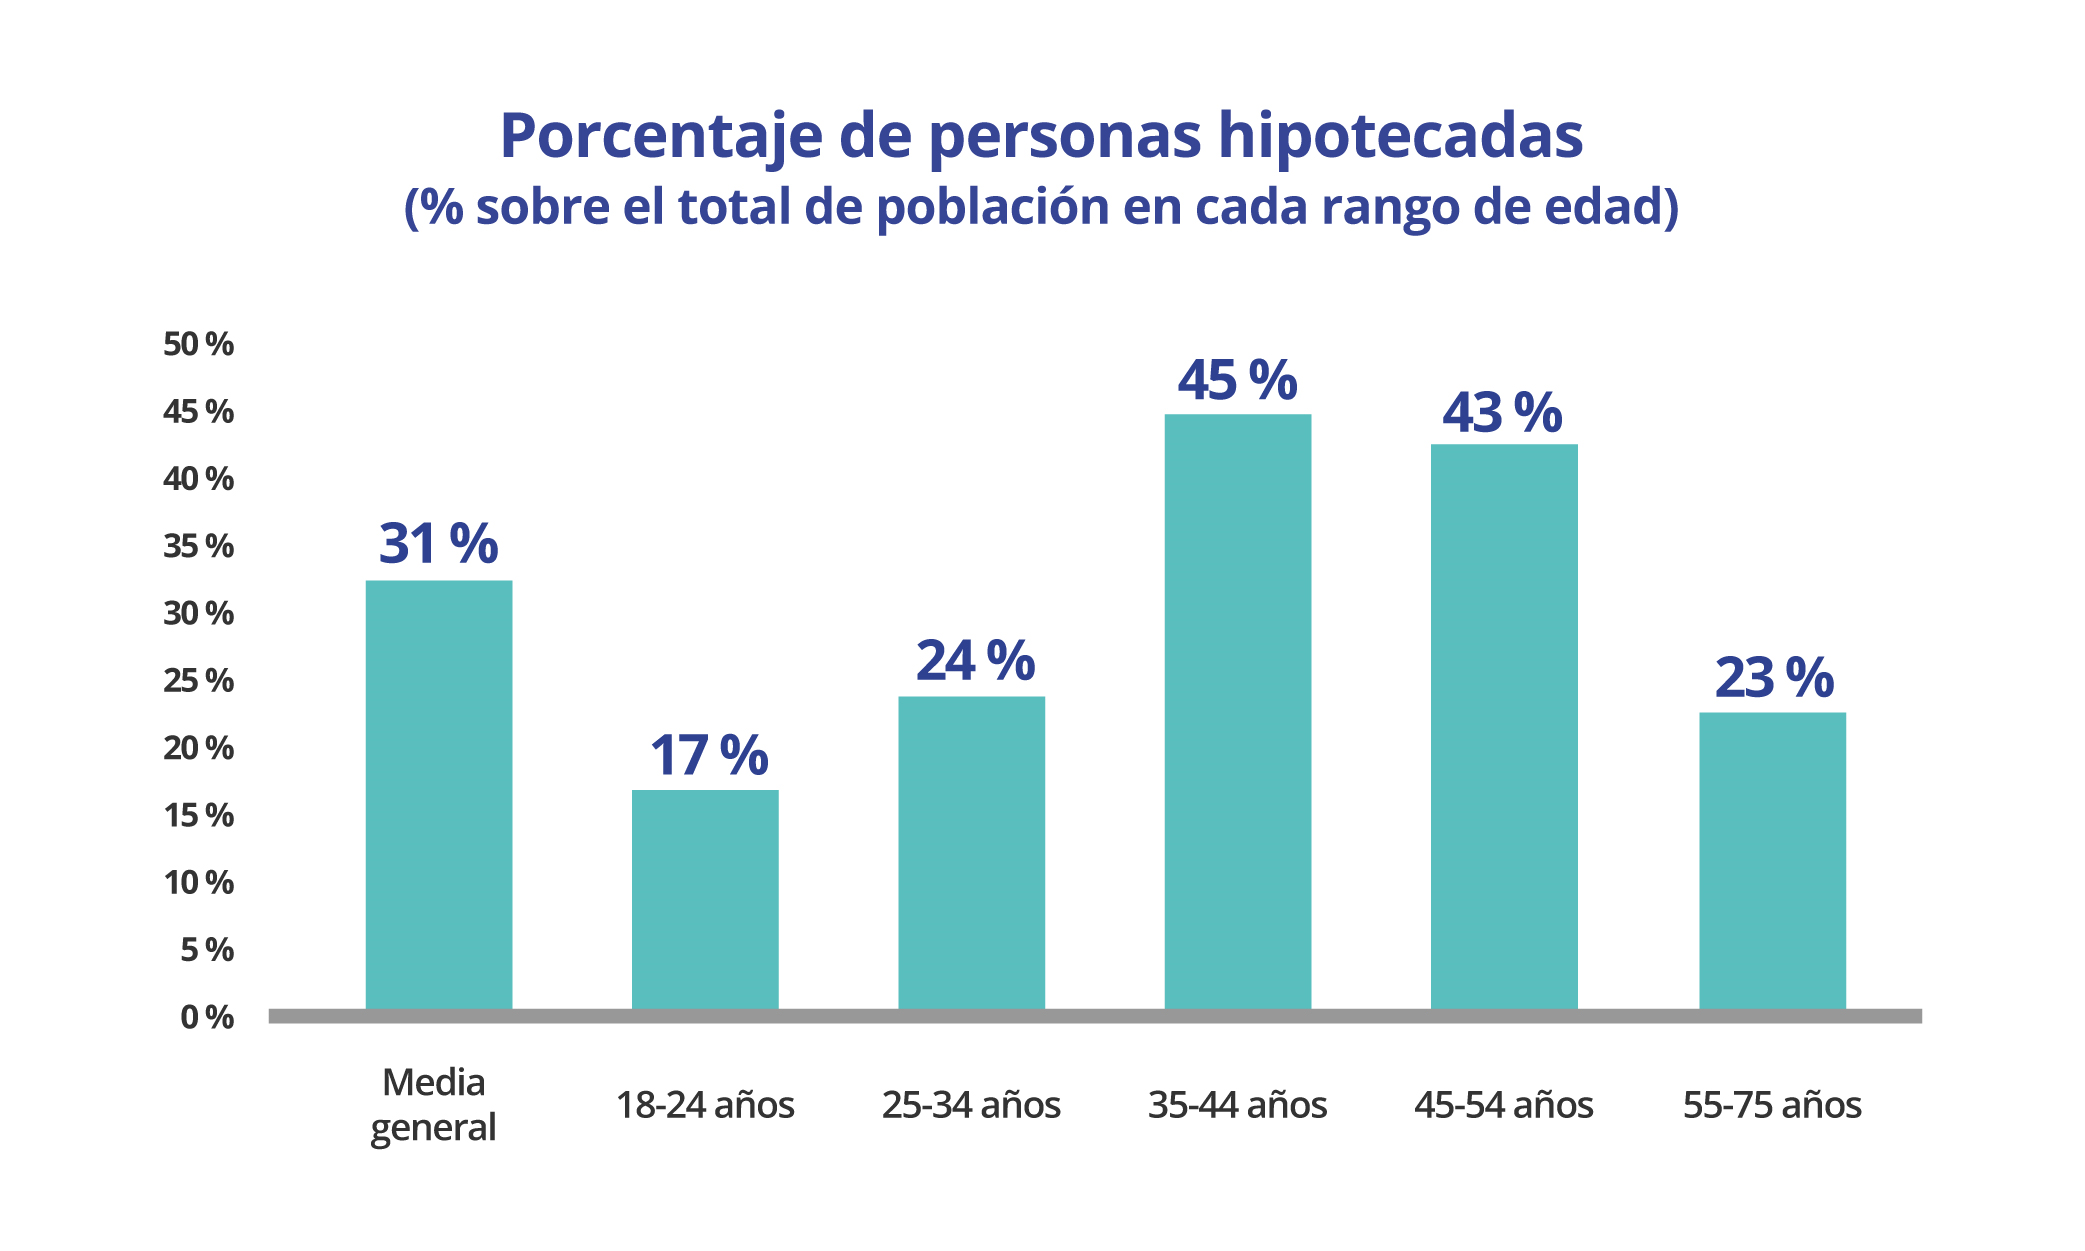 Porcentaje de personas hipotecadas
(% sobre el total de población en cada rango de edad)
50 %
45 %
40 %
35 %
30 %
25 %
20 %
15 %
10 %
5 %
0 %
31 %
17 %
24 %
45 %
43 %
23 %
Media
general
18-24 años
25-34 años
35-44 años
45-54 años
55-75 años